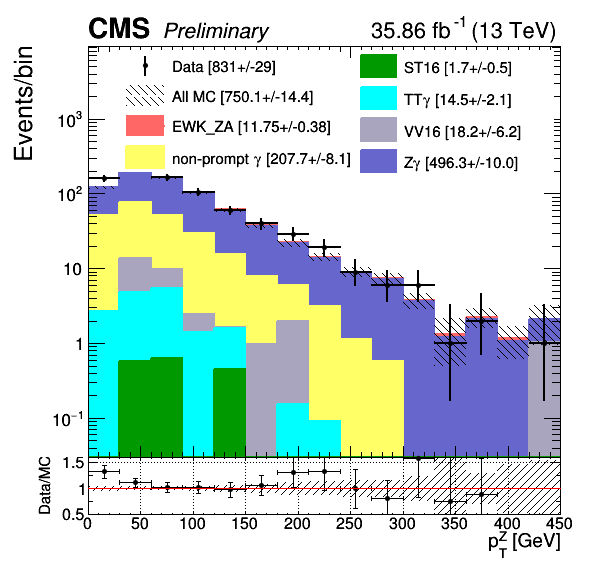 CMS Preliminary 35.86 fb⁻¹ (13 TeV)
Events/bin
Data [831+/-29]
All MC [750.1+/-14.4]
EWK_ZA [11.75+/-0.38]
non-prompt γ [207.7+/-8.1]
ST16 [1.7+/-0.5]
TTγ [14.5+/-2.1]
VV16 [18.2+/-6.2]
Zγ [496.3+/-10.0]
10³
10²
10
1
10⁻¹
Data/MC
1.5
1
0.5
0 50 100 150 200 250 300 350 400 450
p_T^Z [GeV]